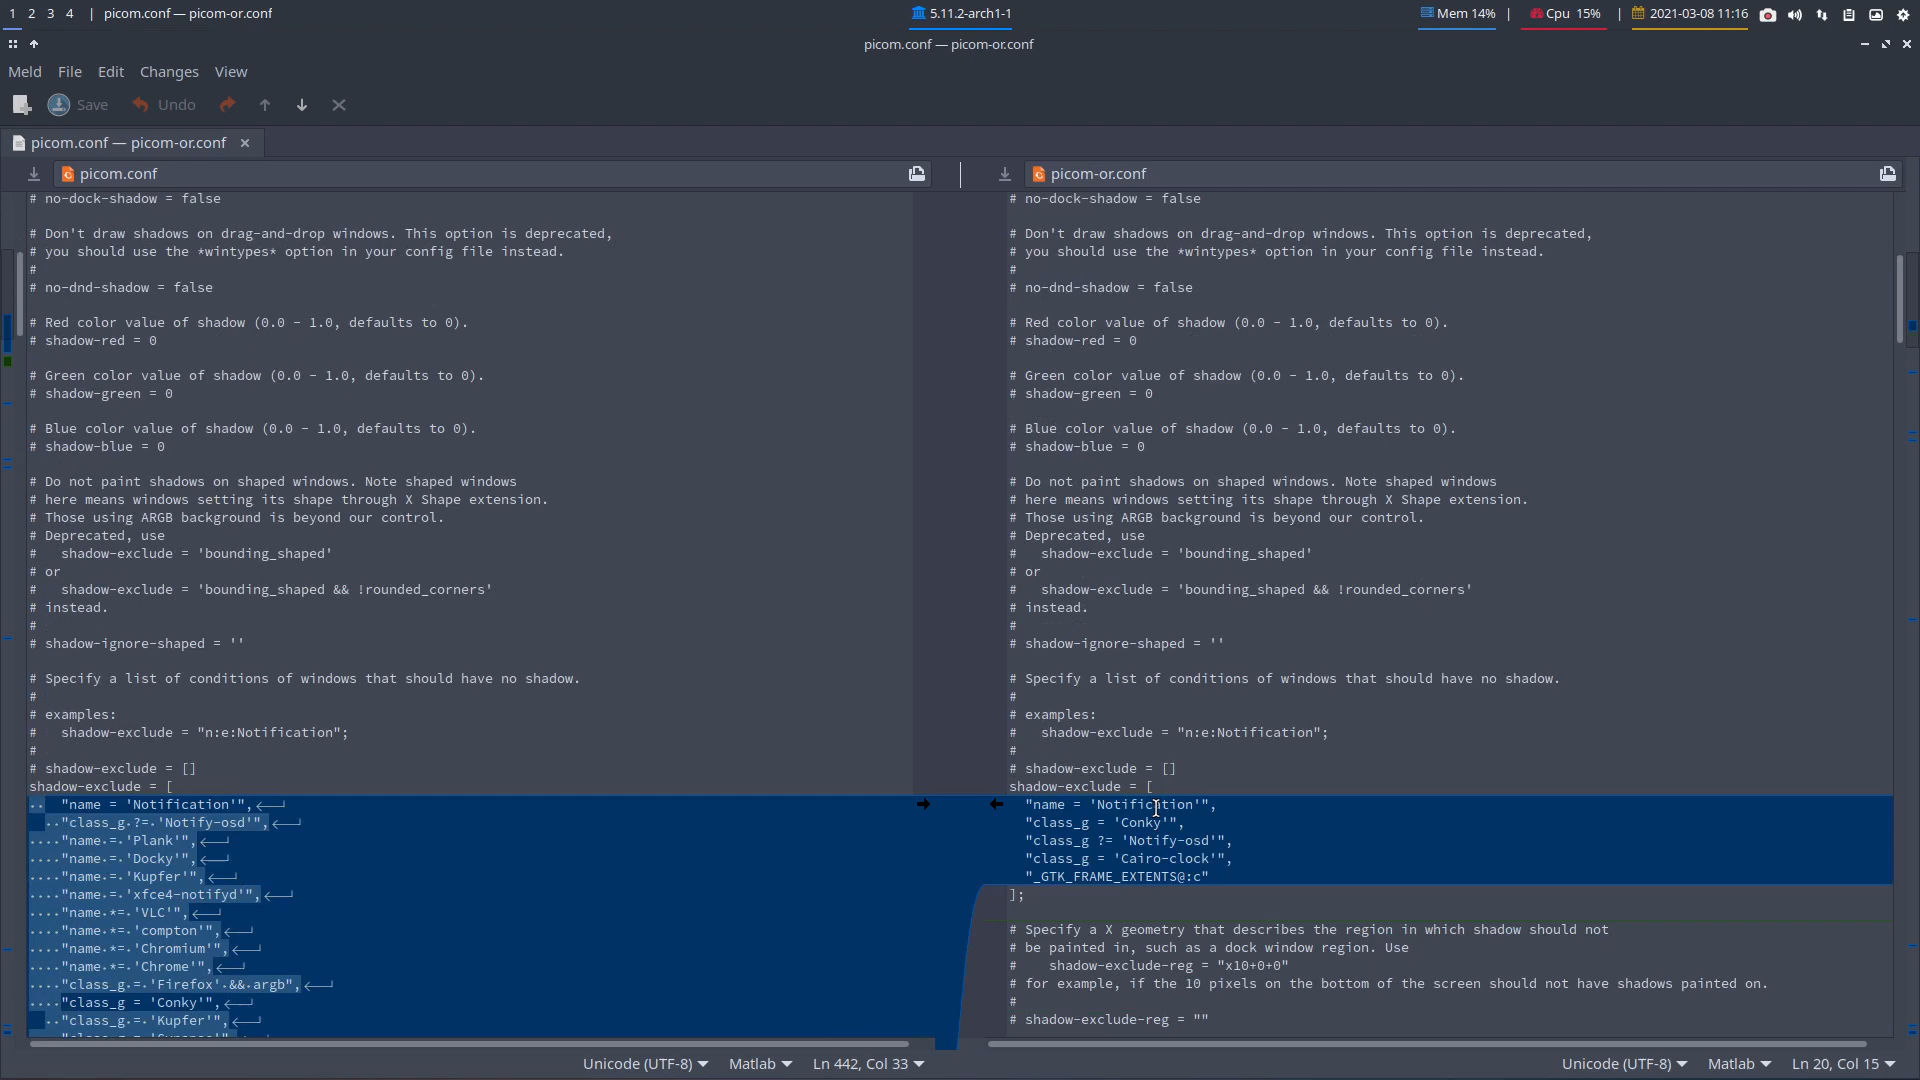 1 2 3 4 | picom.conf — picom-or.conf
5.11.2-arch1-1
Mem 14% | Cpu 15% | 2021-03-08 11:16
picom.conf — picom-or.conf
Meld File Edit Changes View
Save Undo
picom.conf — picom-or.conf
picom.conf
# no-dock-shadow = false
# Don't draw shadows on drag-and-drop windows. This option is deprecated,
# you should use the *wintypes* option in your config file instead.
#
# no-dnd-shadow = false
# Red color value of shadow (0.0 - 1.0, defaults to 0).
# shadow-red = 0
# Green color value of shadow (0.0 - 1.0, defaults to 0).
# shadow-green = 0
# Blue color value of shadow (0.0 - 1.0, defaults to 0).
# shadow-blue = 0
# Do not paint shadows on shaped windows. Note shaped windows
# here means windows setting its shape through X Shape extension.
# Those using ARGB background is beyond our control.
# Deprecated, use
#   shadow-exclude = 'bounding_shaped'
# or
#   shadow-exclude = 'bounding_shaped && !rounded_corners'
# instead.
#
# shadow-ignore-shaped = ''
# Specify a list of conditions of windows that should have no shadow.
#
# examples:
#   shadow-exclude = "n:e:Notification";
#
# shadow-exclude = []
shadow-exclude = [
..  "name = 'Notification'",
  .."class_g.?=.'Notify-osd'",
...."name.=.'Plank'",
...."name.=.'Docky'",
...."name.=.'Kupfer'",
...."name.=.'xfce4-notifyd'",
...."name.*=.'VLC'",
...."name.*=.'compton'",
...."name.*=.'Chromium'",
...."name.*=.'Chrome'",
...."class_g.=.'Firefox'.&&.argb",
...."class_g = 'Conky'",
  .."class_g.=.'Kupfer'",
Unicode (UTF-8) Matlab Ln 442, Col 33
picom-or.conf
# no-dock-shadow = false
# Don't draw shadows on drag-and-drop windows. This option is deprecated,
# you should use the *wintypes* option in your config file instead.
#
# no-dnd-shadow = false
# Red color value of shadow (0.0 - 1.0, defaults to 0).
# shadow-red = 0
# Green color value of shadow (0.0 - 1.0, defaults to 0).
# shadow-green = 0
# Blue color value of shadow (0.0 - 1.0, defaults to 0).
# shadow-blue = 0
# Do not paint shadows on shaped windows. Note shaped windows
# here means windows setting its shape through X Shape extension.
# Those using ARGB background is beyond our control.
# Deprecated, use
#   shadow-exclude = 'bounding_shaped'
# or
#   shadow-exclude = 'bounding_shaped && !rounded_corners'
# instead.
#
# shadow-ignore-shaped = ''
# Specify a list of conditions of windows that should have no shadow.
#
# examples:
#   shadow-exclude = "n:e:Notification";
#
# shadow-exclude = []
shadow-exclude = [
  "name = 'Notification'",
  "class_g = 'Conky'",
  "class_g ?= 'Notify-osd'",
  "class_g = 'Cairo-clock'",
  "_GTK_FRAME_EXTENTS@:c"
];
# Specify a X geometry that describes the region in which shadow should not
# be painted in, such as a dock window region. Use
#    shadow-exclude-reg = "x10+0+0"
# for example, if the 10 pixels on the bottom of the screen should not have shadows painted on.
#
# shadow-exclude-reg = ""
Unicode (UTF-8) Matlab Ln 20, Col 15